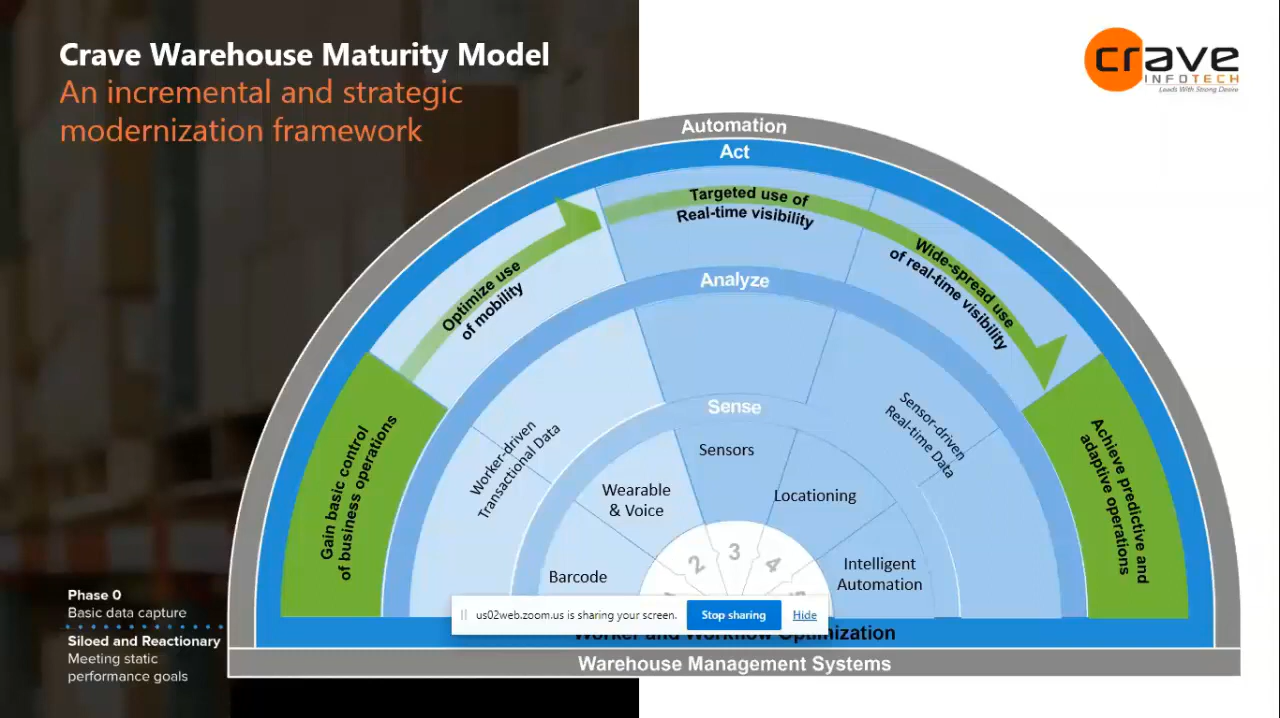 Crave Warehouse Maturity Model
An incremental and strategic
modernization framework
crave
INFOTECH
Leads With Strong Desire
Automation
Act
Targeted use of
Real-time visibility
Optimize use
of mobility
Wide-spread use
of real-time visibility
Analyze
Gain basic control
of business operations
Worker-driven
Transactional Data
Sensor-driven
Real-time Data
Achieve predictive and
adaptive operations
Sense
Sensors
Wearable
& Voice
Locationing
Barcode
Intelligent
Automation
2
3
4
Phase 0
Basic data capture
Siloed and Reactionary
Meeting static
performance goals
us02web.zoom.us is sharing your screen.
Stop sharing
Hide
Worker and Workflow Optimization
Warehouse Management Systems